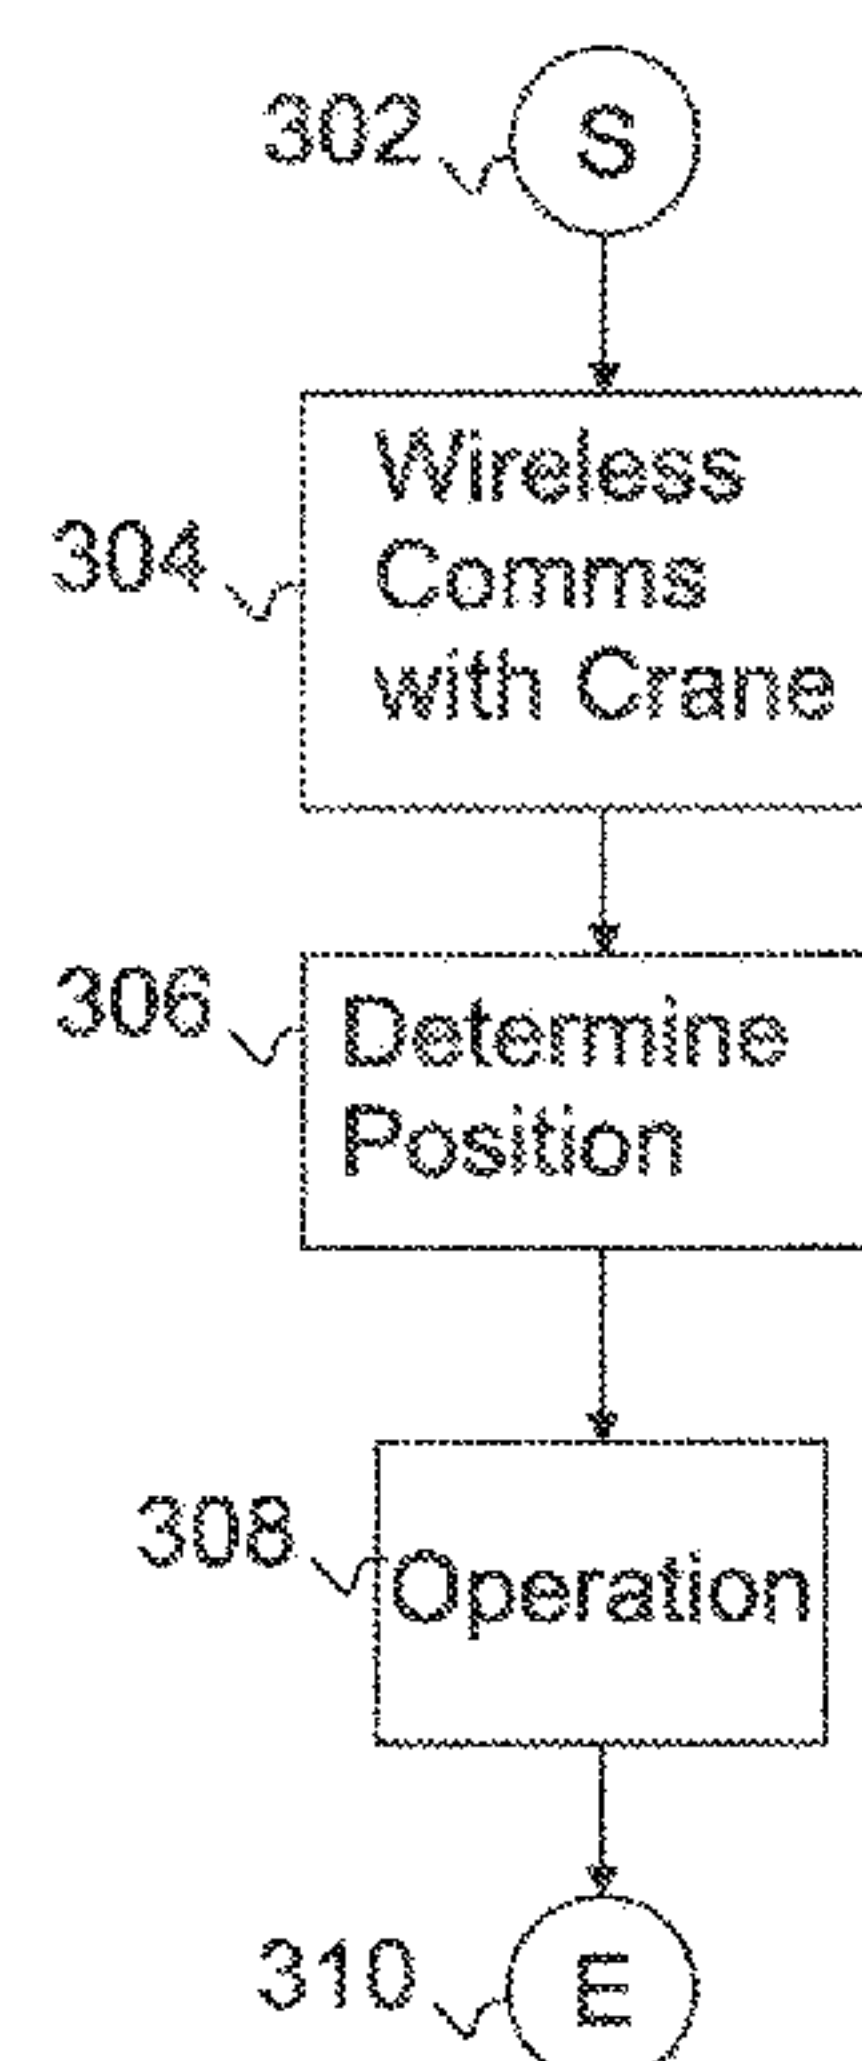 302
S
304
Wireless
Comms
with Crane
306
Determine
Position
308
Operation
310
E